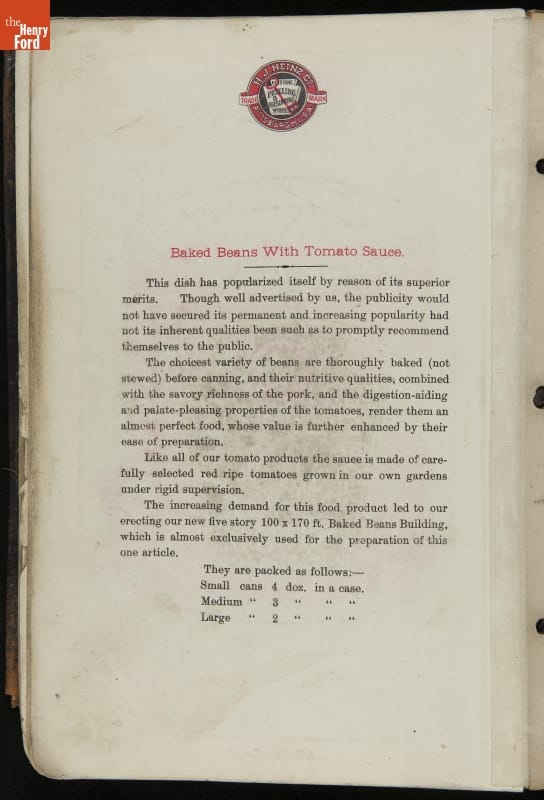 the
Henry
Ford
H. J. HEINZ CO.
KEYSTONE
PICKLING
&
PRESERVING
WORKS
TRADE MARK
PITTSBURGH, U.S.A.
Baked Beans With Tomato Sauce.
This dish has popularized itself by reason of its superior
merits. Though well advertised by us, the publicity would
not have secured its permanent and increasing popularity had
not its inherent qualities been such as to promptly recommend
themselves to the public.
The choicest variety of beans are thoroughly baked (not
stewed) before canning, and their nutritive qualities, combined
with the savory richness of the pork, and the digestion-aiding
and palate-pleasing properties of the tomatoes, render them an
almost perfect food, whose value is further enhanced by their
ease of preparation.
Like all of our tomato products the sauce is made of care-
fully selected red ripe tomatoes grown in our own gardens
under rigid supervision.
The increasing demand for this food product led to our
erecting our new five story 100 x 170 ft. Baked Beans Building,
which is almost exclusively used for the preparation of this
one article.
They are packed as follows:—
Small cans 4 doz. in a case.
Medium “ 3 “ “ “
Large “ 2 “ “ “